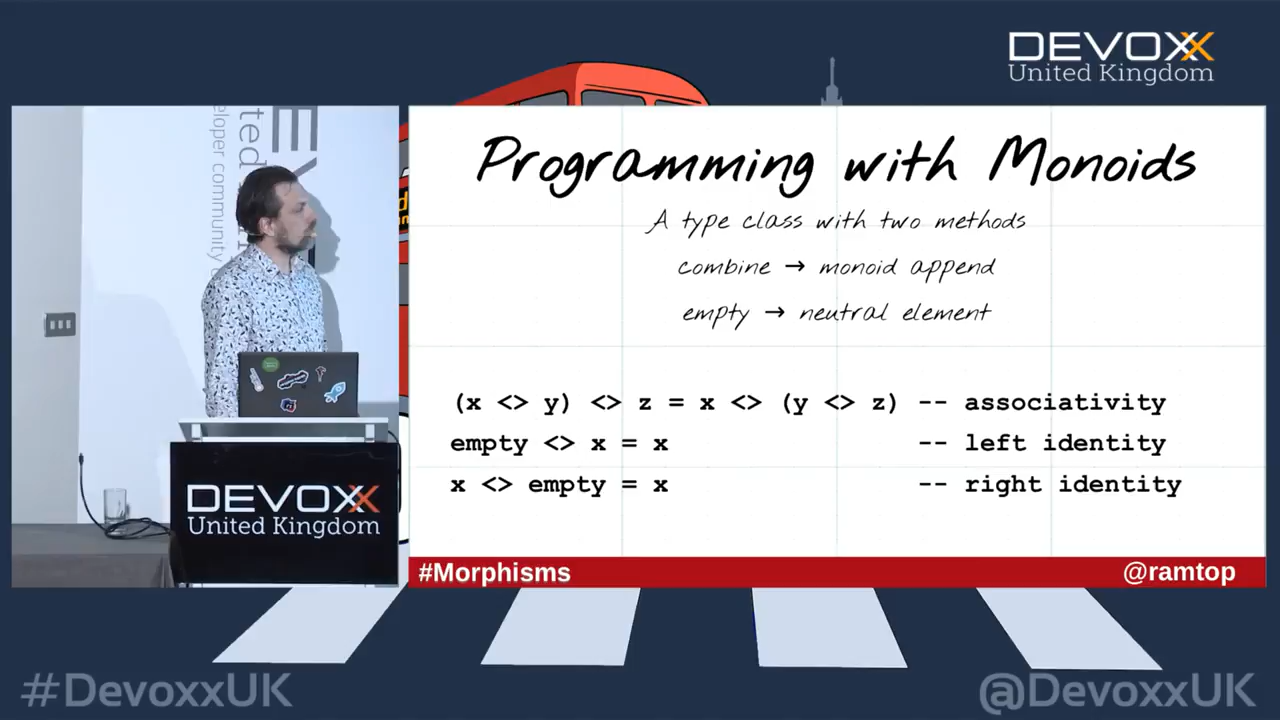 DEVOXX
United Kingdom
Programming with Monoids
A type class with two methods
combine → monoid append
empty → neutral element
(x <> y) <> z = x <> (y <> z) -- associativity
empty <> x = x -- left identity
x <> empty = x -- right identity
#Morphisms
@ramtop
DEVOXX
United Kingdom
#DevoxxUK
@DevoxxUK